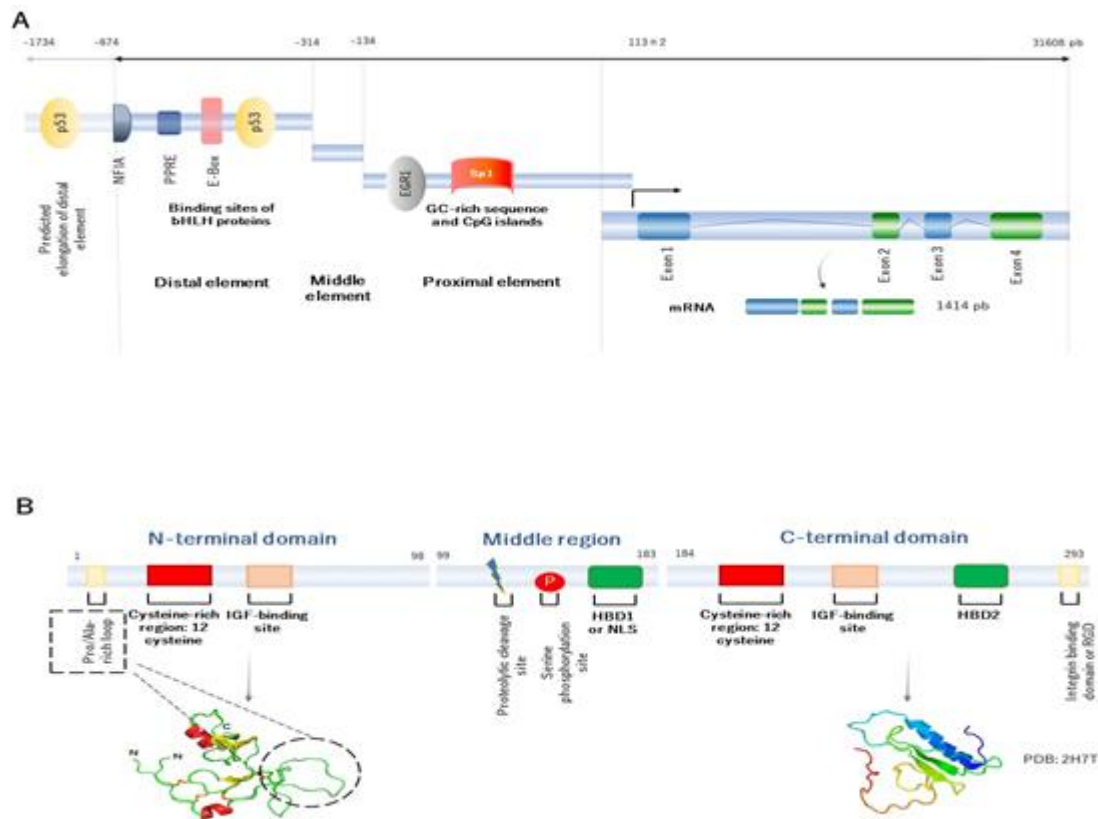 A
-1734
-674
-314
-134
113 n 2
31608 pb
p53
NF1A
PPRE
E-Box
p53
EGR1
Sp1
Predicted
elongation of distal
element
Binding sites of
bHLH proteins
GC-rich sequence
and CpG islands
Distal element
Middle
element
Proximal element
Exon 1
Exon 2
Exon 3
Exon 4
mRNA
1414 pb
B
N-terminal domain
Middle region
C-terminal domain
1
98
99
183
184
293
P
Pro/Ala-
rich loop
Cysteine-rich
region: 12
cysteine
IGF-binding
site
Proteolytic cleavage
site
Serine
phosphorylation
site
HBD1
or NLS
Cysteine-rich
region: 12
cysteine
IGF-binding
site
HBD2
Integrin binding
domain or RGD
N
N
C
PDB: 2H7T